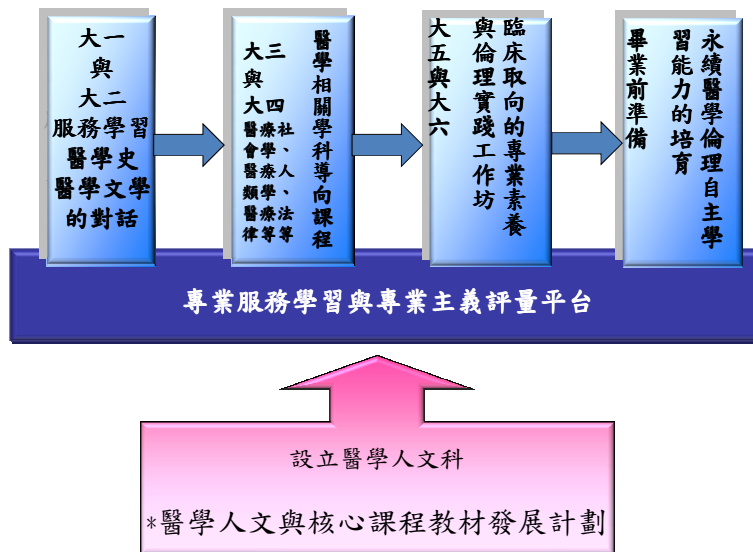 大一
與
大二
服務學習
醫學史
醫學文學
的對話
醫學相關學科導向課程
大三
與
大四
醫療社
會學、
醫療人
類學、
醫療法
律等等
臨床取向的專業素養
與倫理實踐工作坊
大五與大六
永續醫學倫理自主學
習能力的培育
畢業前準備
專業服務學習與專業主義評量平台
設立醫學人文科
*醫學人文與核心課程教材發展計劃